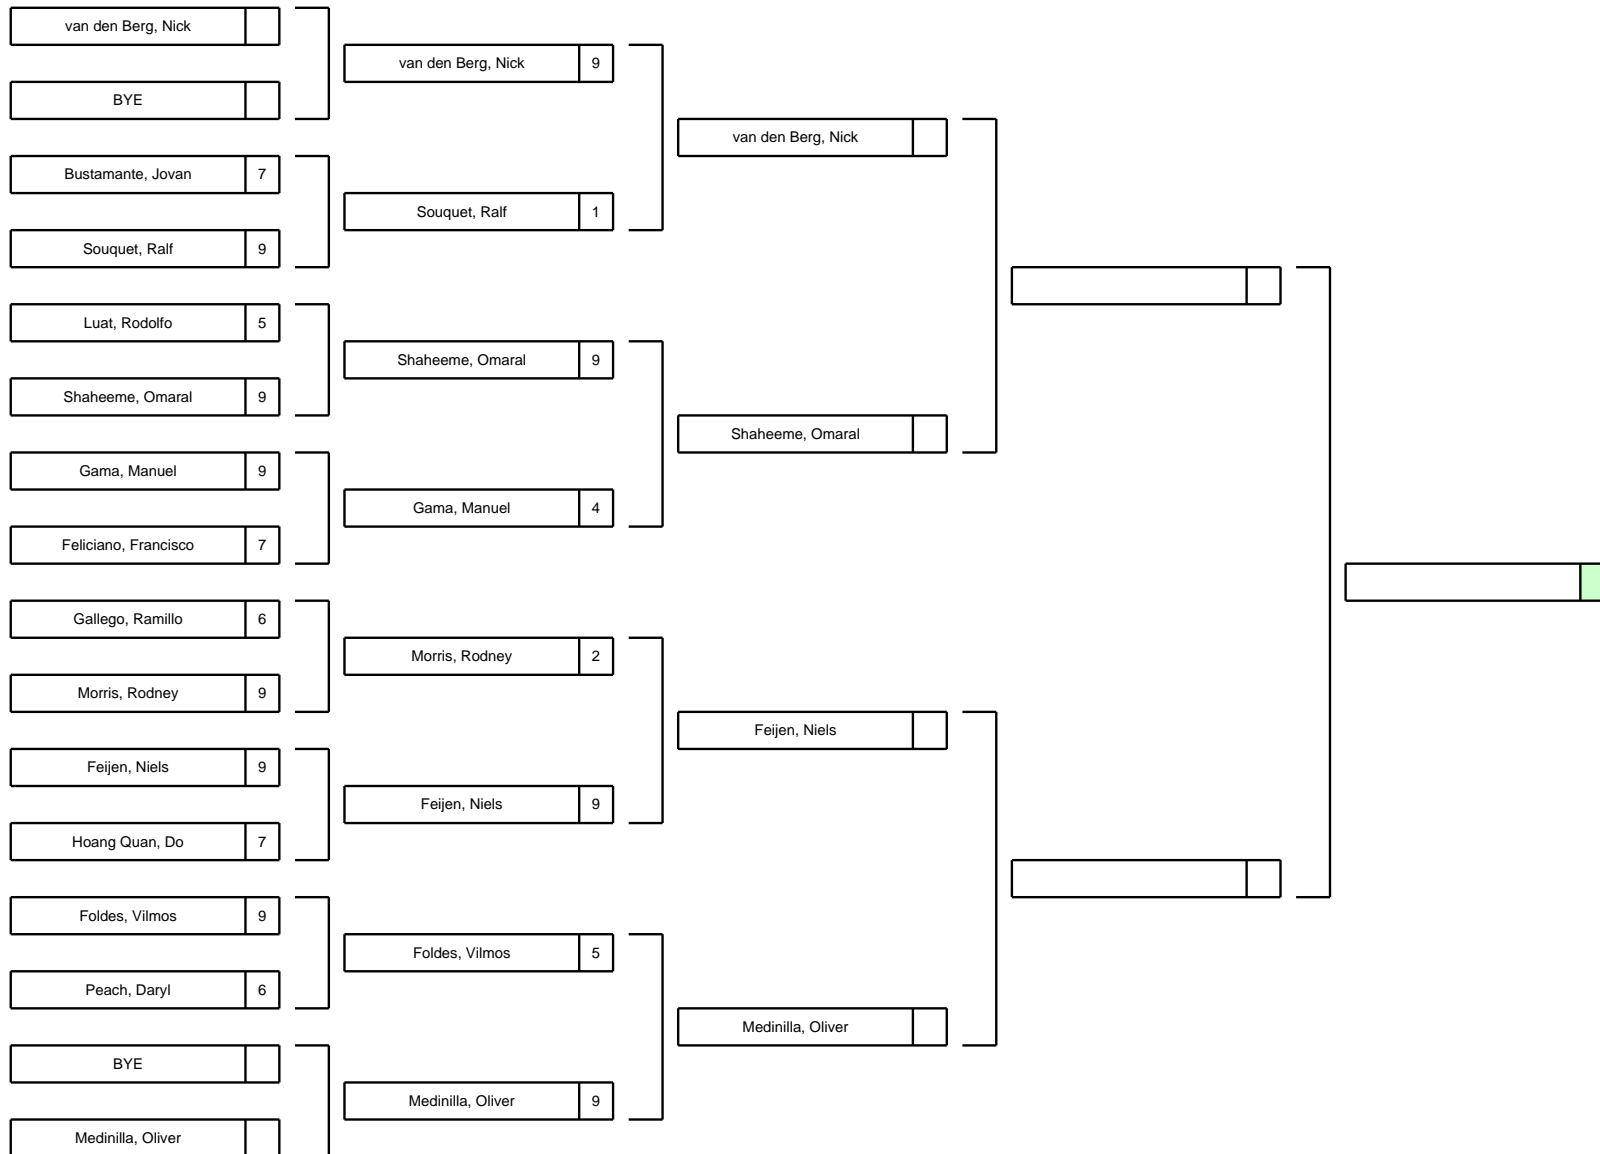 van den Berg, Nick
BYE
Bustamante, Jovan 7
Souquet, Ralf 9
Luat, Rodolfo 5
Shaheeme, Omaral 9
Gama, Manuel 9
Feliciano, Francisco 7
Gallego, Ramillo 6
Morris, Rodney 9
Feijen, Niels 9
Hoang Quan, Do 7
Foldes, Vilmos 9
Peach, Daryl 6
BYE
Medinilla, Oliver
van den Berg, Nick 9
Souquet, Ralf 1
Shaheeme, Omaral 9
Gama, Manuel 4
Morris, Rodney 2
Feijen, Niels 9
Foldes, Vilmos 5
Medinilla, Oliver 9
van den Berg, Nick
Shaheeme, Omaral
Feijen, Niels
Medinilla, Oliver